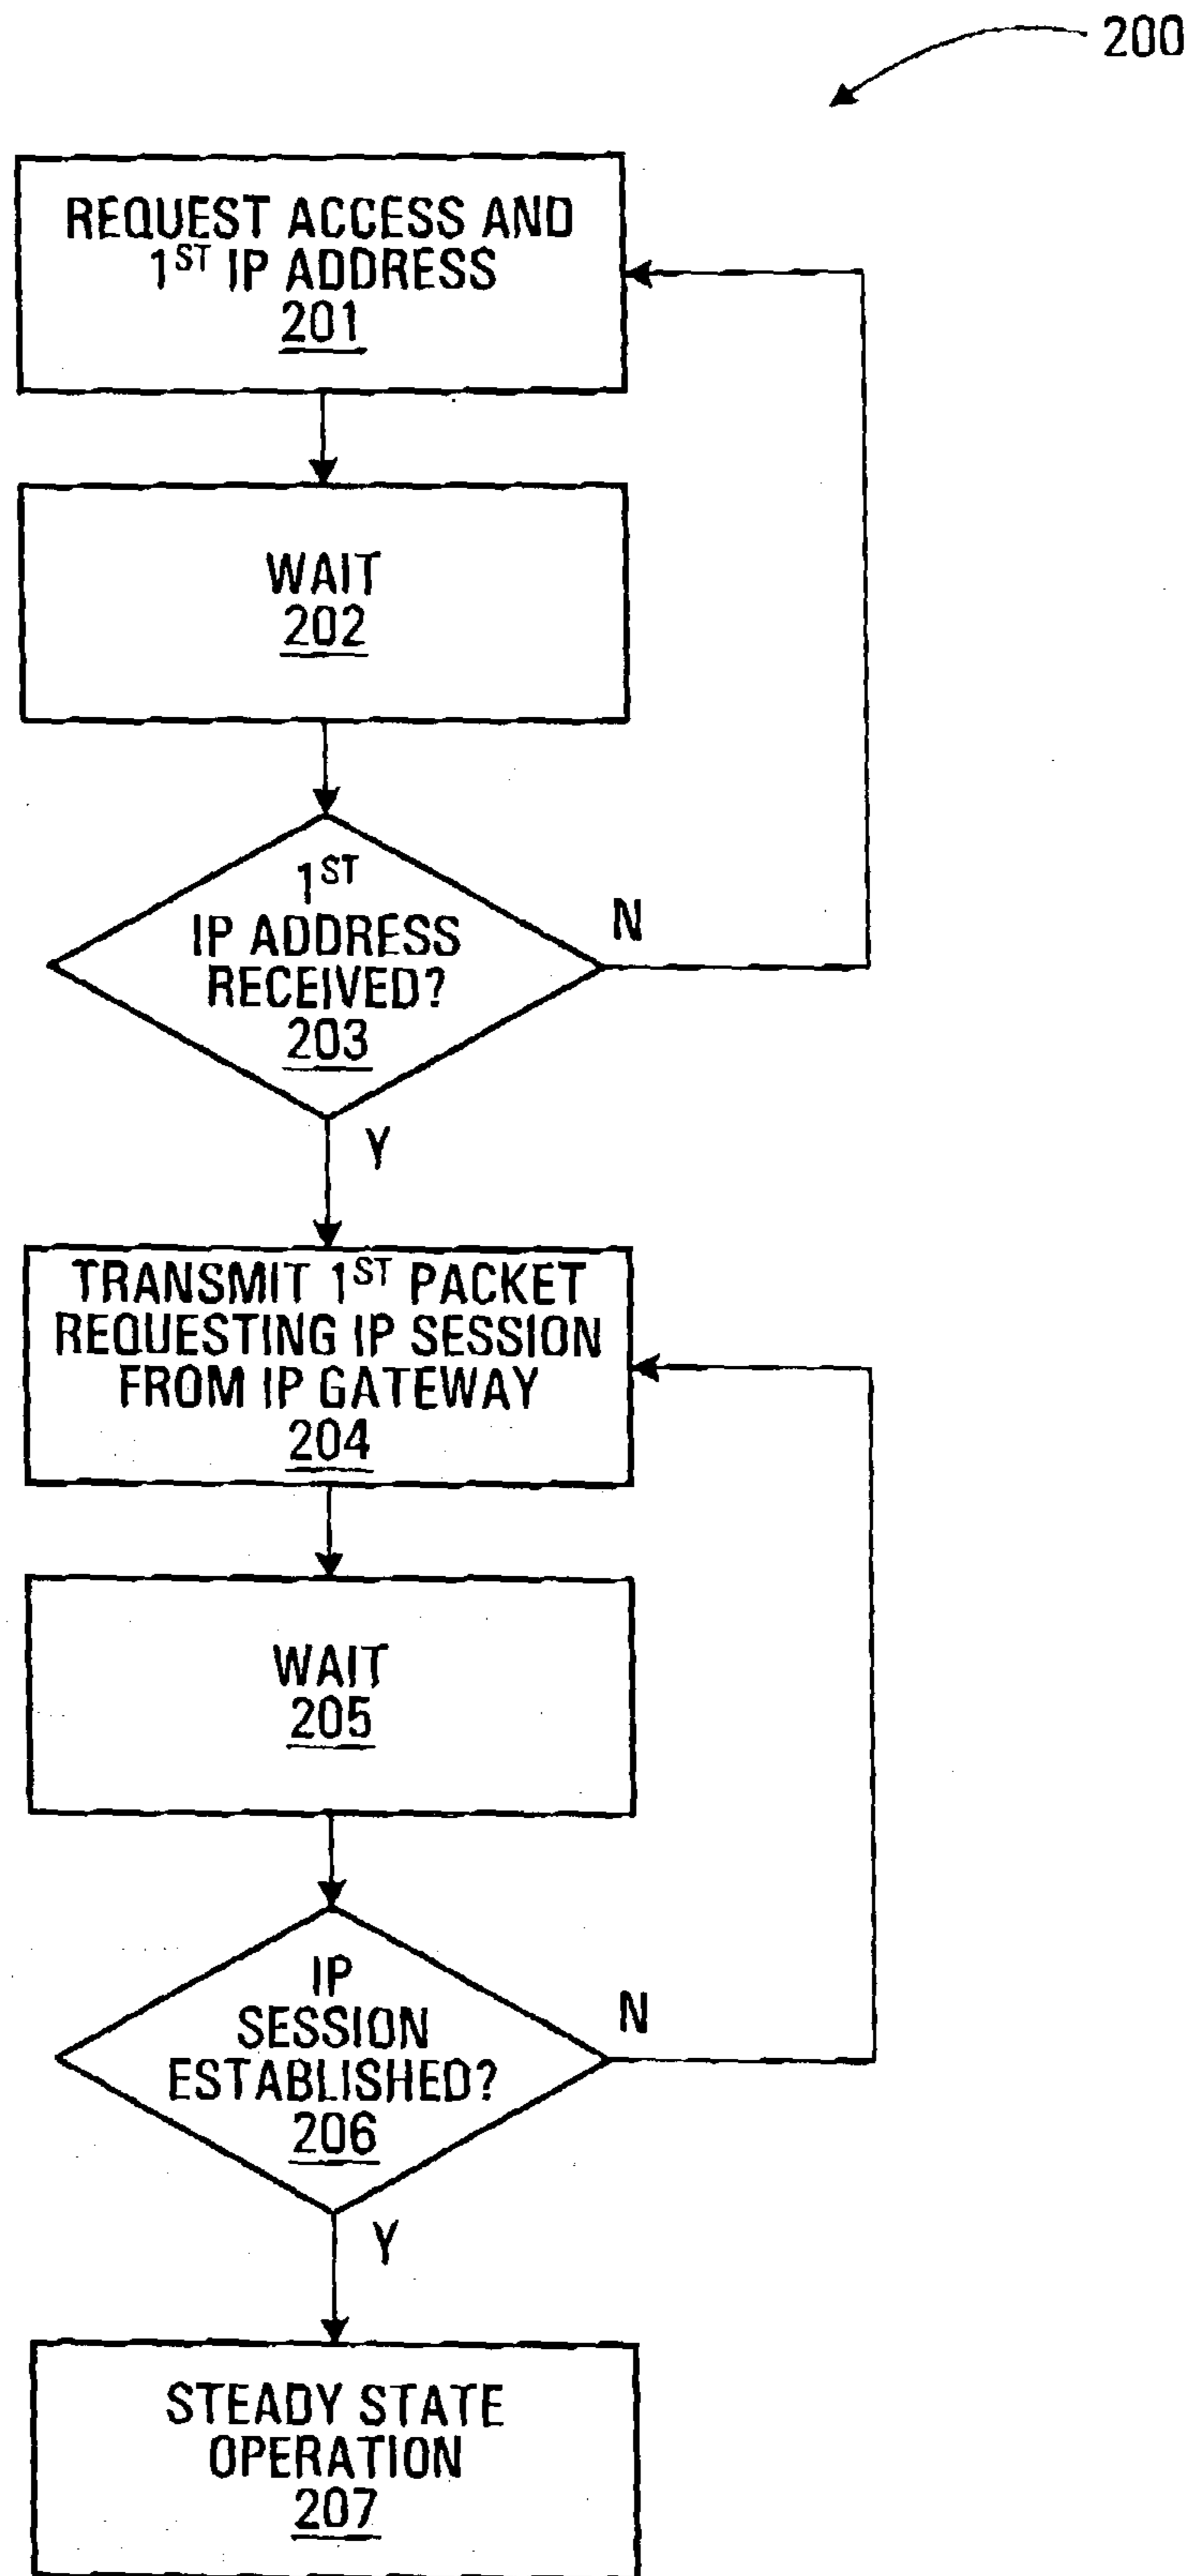 200
REQUEST ACCESS AND
1ST IP ADDRESS
201
WAIT
202
1ST
IP ADDRESS
RECEIVED?
203
N
Y
TRANSMIT 1ST PACKET
REQUESTING IP SESSION
FROM IP GATEWAY
204
WAIT
205
IP
SESSION
ESTABLISHED?
206
N
Y
STEADY STATE
OPERATION
207